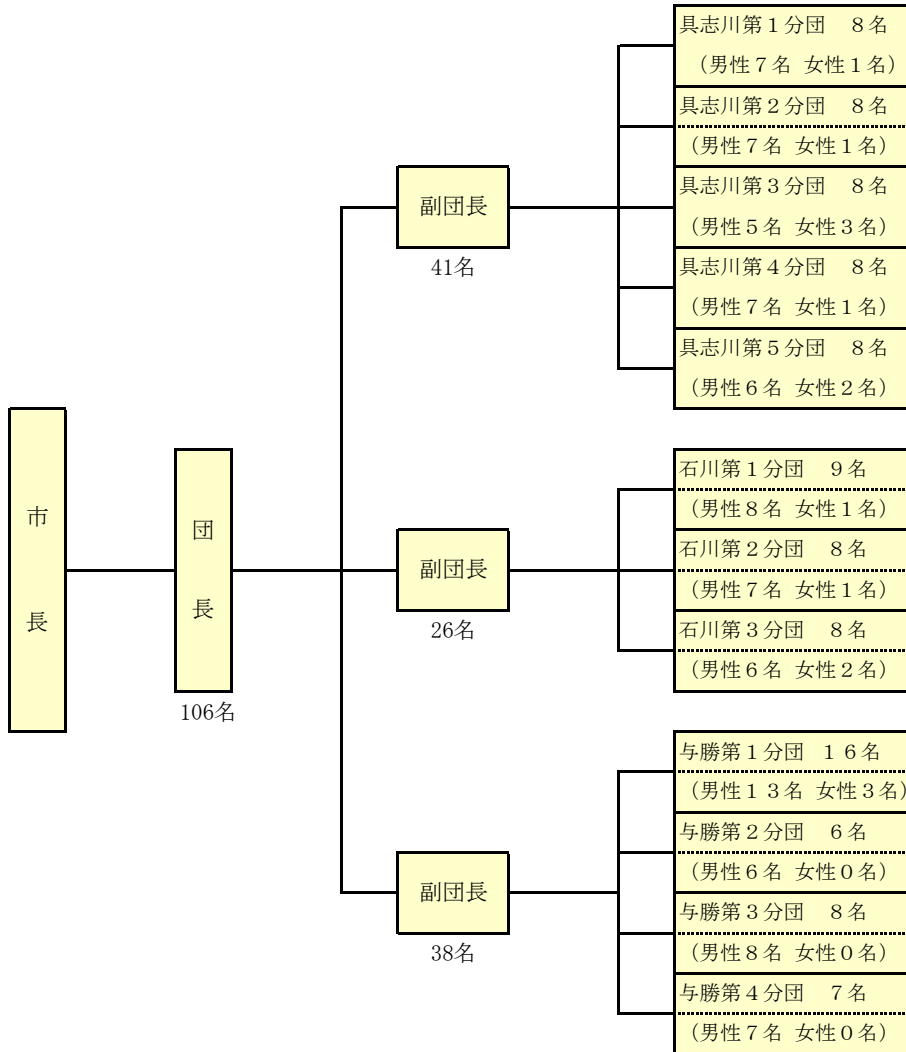 市長
団長
106名
副団長
41名
具志川第１分団　８名
（男性７名 女性１名）
具志川第２分団　８名
（男性７名 女性１名）
具志川第３分団　８名
（男性５名 女性３名）
具志川第４分団　８名
（男性７名 女性１名）
具志川第５分団　８名
（男性６名 女性２名）
副団長
26名
石川第１分団　９名
（男性８名 女性１名）
石川第２分団　８名
（男性７名 女性１名）
石川第３分団　８名
（男性６名 女性２名）
副団長
38名
与勝第１分団　１６名
（男性１３名 女性３名）
与勝第２分団　６名
（男性６名 女性０名）
与勝第３分団　８名
（男性８名 女性０名）
与勝第４分団　７名
（男性７名 女性０名）